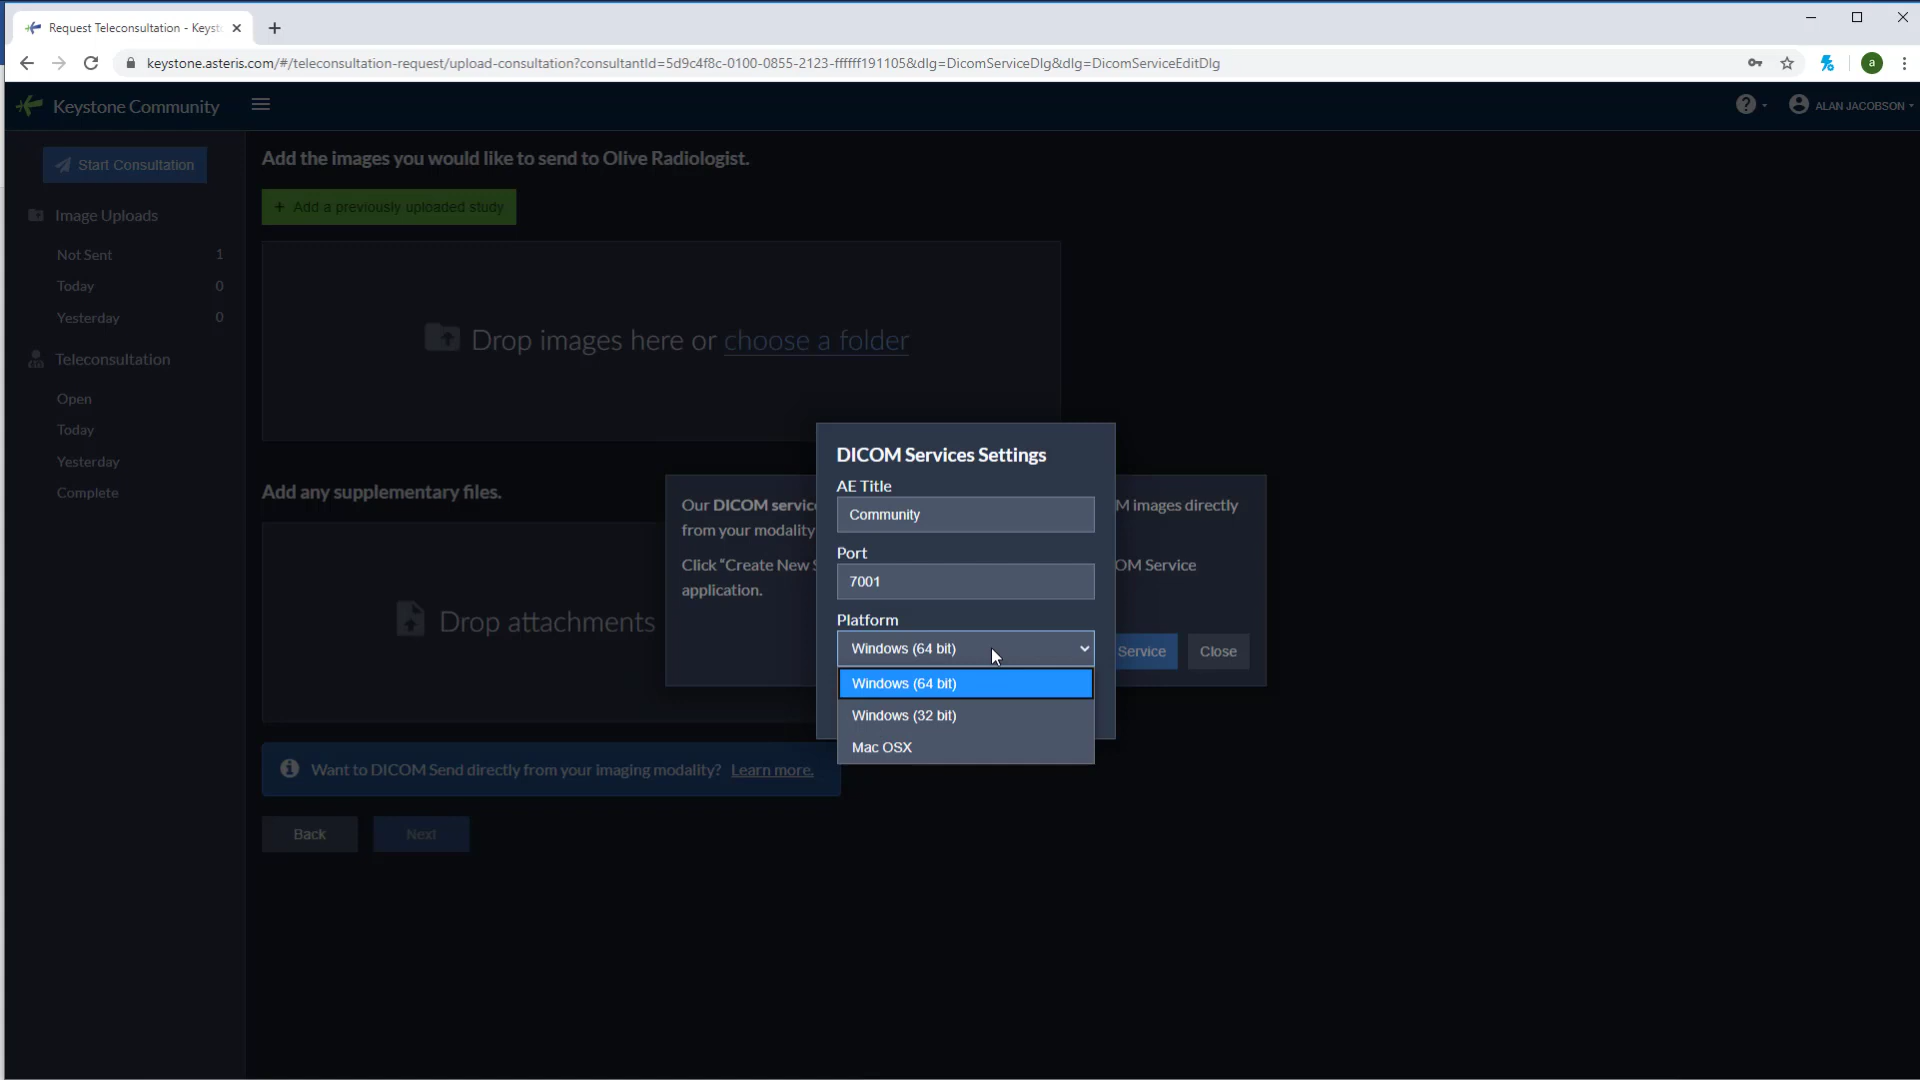 Request Teleconsultation - Keyst
keystone.asteris.com/#/teleconsultation-request/upload-consultation?consultantId=5d9c4f8c-0100-0855-2123-ffffff191105&dlg=DicomServiceDlg&dlg=DicomServiceEditDlg
a
Keystone Community
ALAN JACOBSON
Start Consultation
Image Uploads
Not Sent 1
Today 0
Yesterday 0
Teleconsultation
Open
Today
Yesterday
Complete
Add the images you would like to send to Olive Radiologist.
+ Add a previously uploaded study
Drop images here or choose a folder
Add any supplementary files.
Drop attachments
Our DICOM servic
M images directly
from your modality
Click “Create New S
OM Service
application.
Service
Close
DICOM Services Settings
AE Title
Community
Port
7001
Platform
Windows (64 bit)
Windows (64 bit)
Windows (32 bit)
Mac OSX
Want to DICOM Send directly from your imaging modality? Learn more.
Back
Next